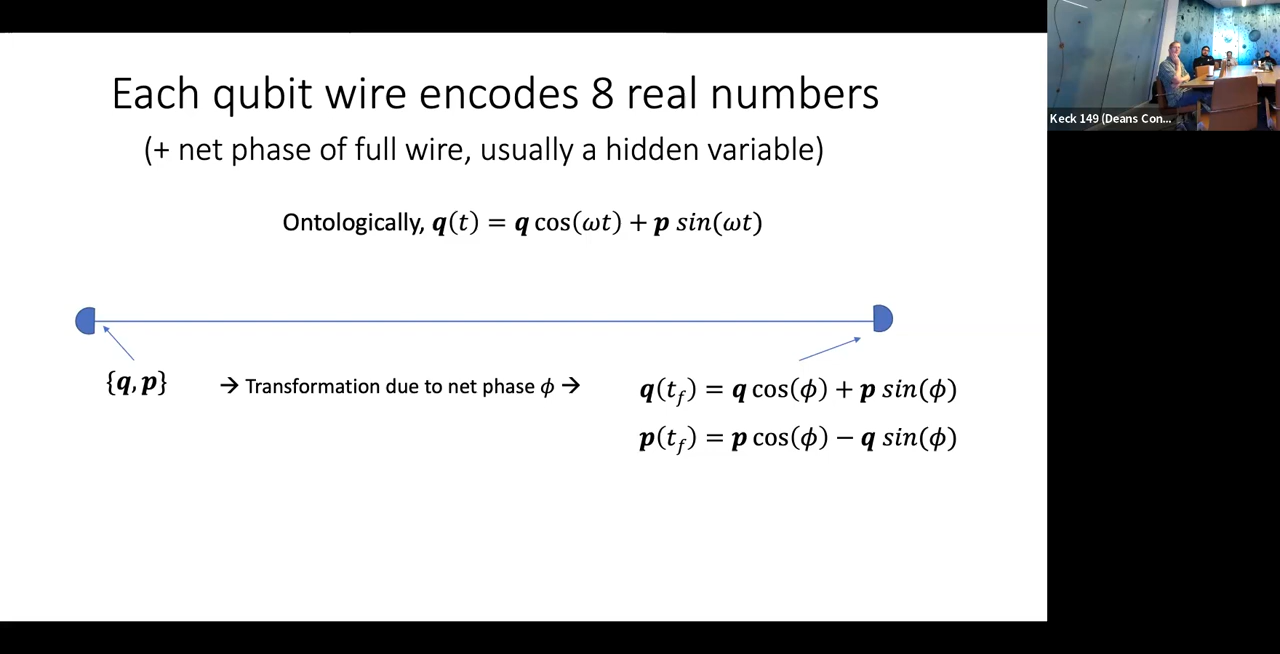 Each qubit wire encodes 8 real numbers
(+ net phase of full wire, usually a hidden variable)
Ontologically, q(t) = q cos(ωt) + p sin(ωt)
{q, p}
→ Transformation due to net phase ϕ →
q(t_f) = q cos(ϕ) + p sin(ϕ)
p(t_f) = p cos(ϕ) − q sin(ϕ)
Keck 149 (Deans Con...